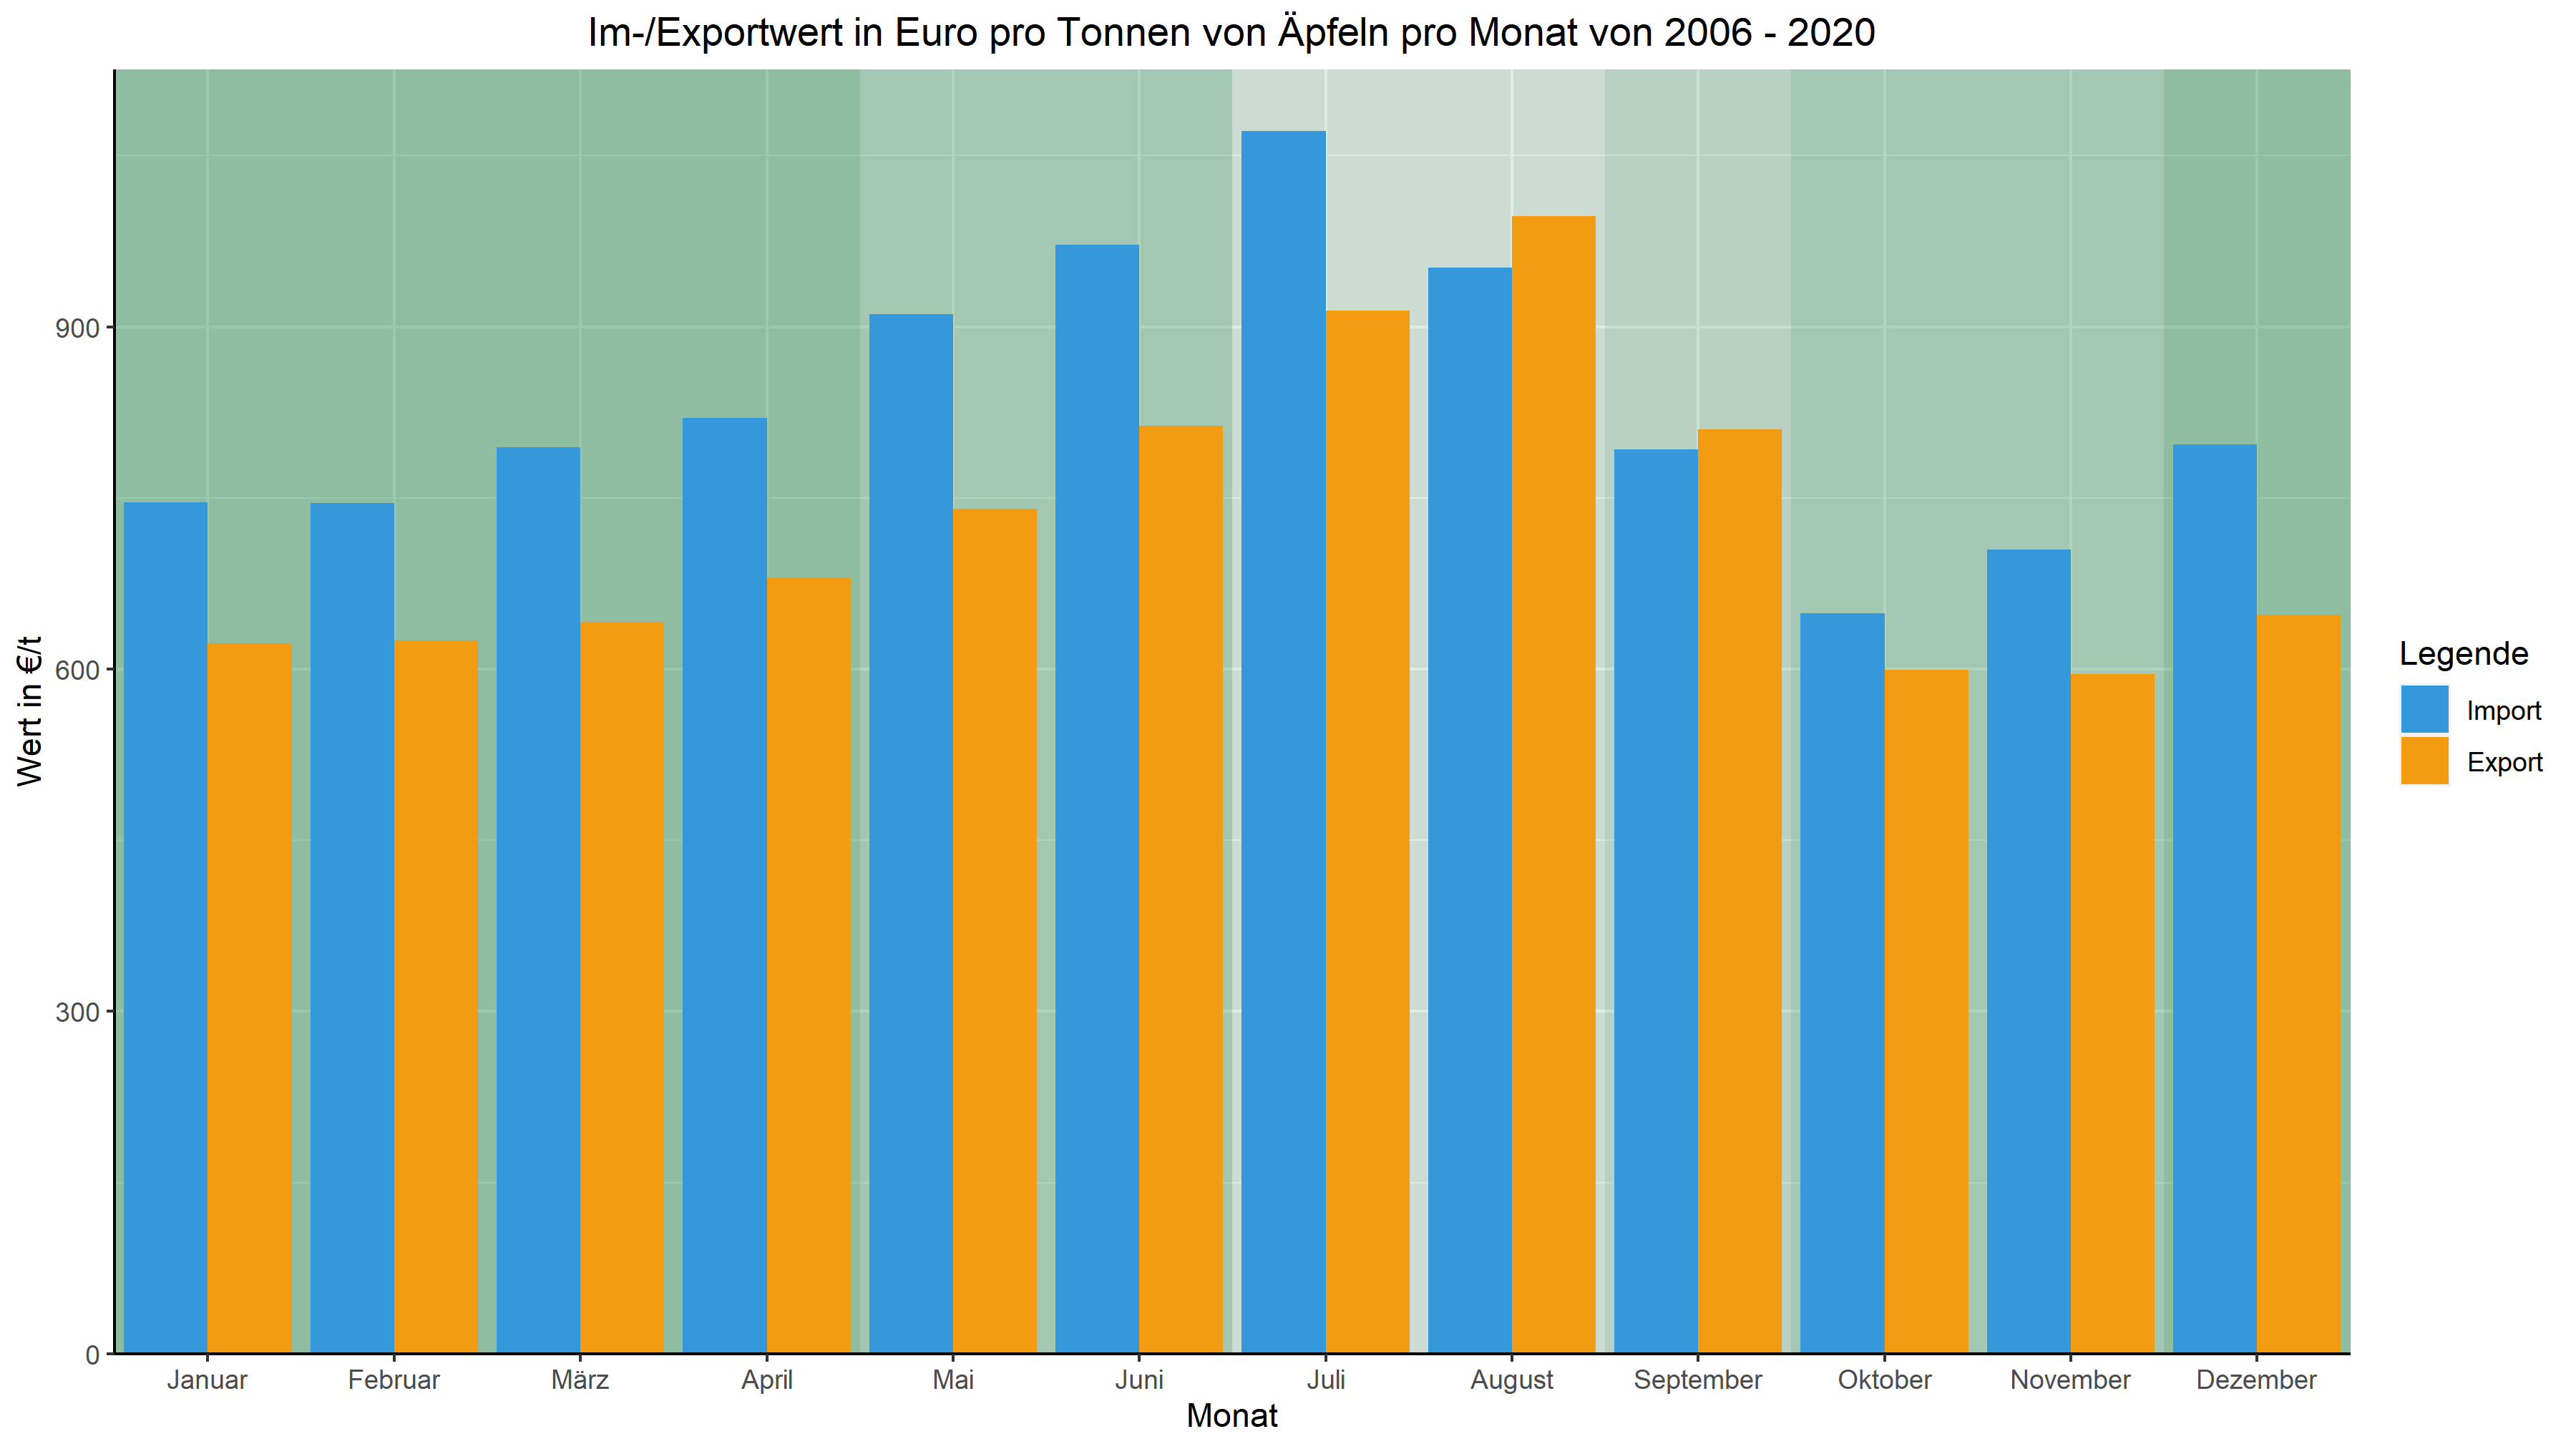 Im-/Exportwert in Euro pro Tonnen von Äpfeln pro Monat von 2006 - 2020
Wert in €/t
900
600
300
0
Januar Februar März April Mai Juni Juli August September Oktober November Dezember
Monat
Legende
Import
Export